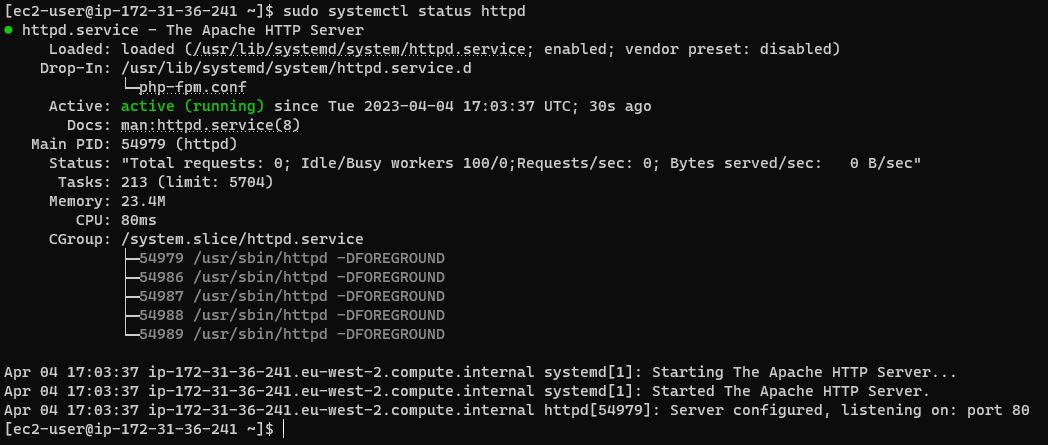 [ec2-user@ip-172-31-36-241 ~]$ sudo systemctl status httpd
● httpd.service - The Apache HTTP Server
     Loaded: loaded (/usr/lib/systemd/system/httpd.service; enabled; vendor preset: disabled)
    Drop-In: /usr/lib/systemd/system/httpd.service.d
             └─php-fpm.conf
     Active: active (running) since Tue 2023-04-04 17:03:37 UTC; 30s ago
       Docs: man:httpd.service(8)
   Main PID: 54979 (httpd)
     Status: "Total requests: 0; Idle/Busy workers 100/0;Requests/sec: 0; Bytes served/sec:   0 B/sec"
      Tasks: 213 (limit: 5704)
     Memory: 23.4M
        CPU: 80ms
     CGroup: /system.slice/httpd.service
             ├─54979 /usr/sbin/httpd -DFOREGROUND
             ├─54986 /usr/sbin/httpd -DFOREGROUND
             ├─54987 /usr/sbin/httpd -DFOREGROUND
             ├─54988 /usr/sbin/httpd -DFOREGROUND
             └─54989 /usr/sbin/httpd -DFOREGROUND

Apr 04 17:03:37 ip-172-31-36-241.eu-west-2.compute.internal systemd[1]: Starting The Apache HTTP Server...
Apr 04 17:03:37 ip-172-31-36-241.eu-west-2.compute.internal systemd[1]: Started The Apache HTTP Server.
Apr 04 17:03:37 ip-172-31-36-241.eu-west-2.compute.internal httpd[54979]: Server configured, listening on: port 80
[ec2-user@ip-172-31-36-241 ~]$